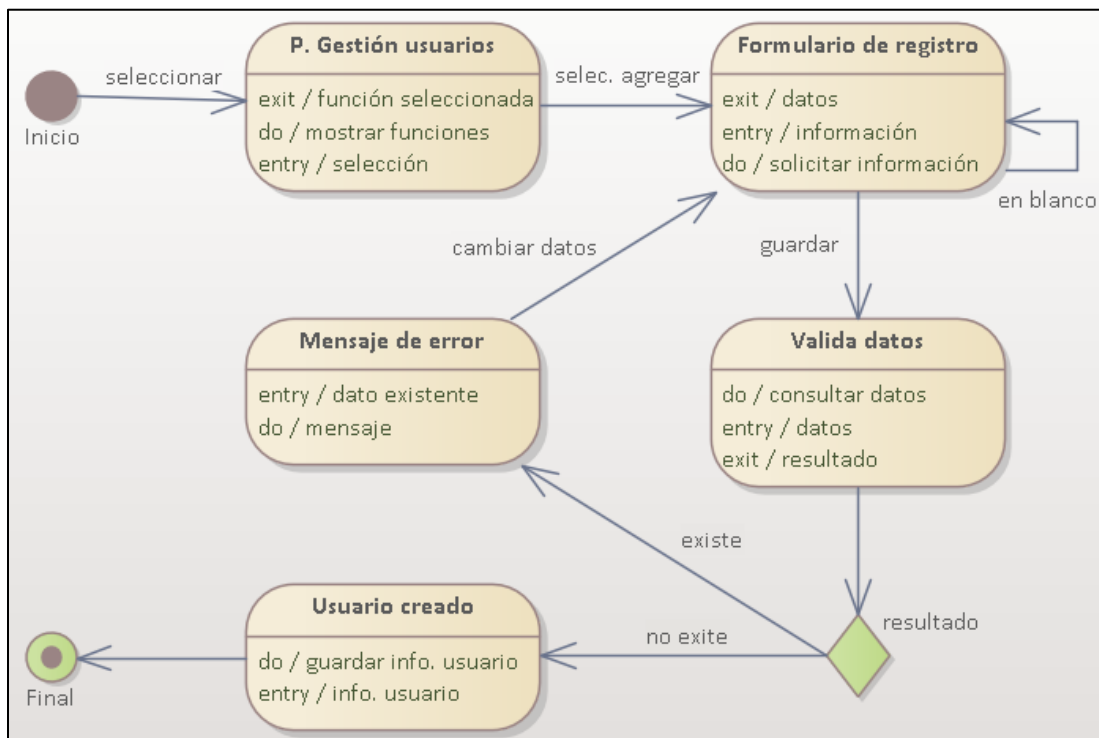 P. Gestión usuarios
exit / función seleccionada
do / mostrar funciones
entry / selección
Formulario de registro
exit / datos
entry / información
do / solicitar información
seleccionar
Inicio
selec. agregar
en blanco
cambiar datos
guardar
Mensaje de error
entry / dato existente
do / mensaje
Valida datos
do / consultar datos
entry / datos
exit / resultado
existe
resultado
no exite
Usuario creado
do / guardar info. usuario
entry / info. usuario
Final